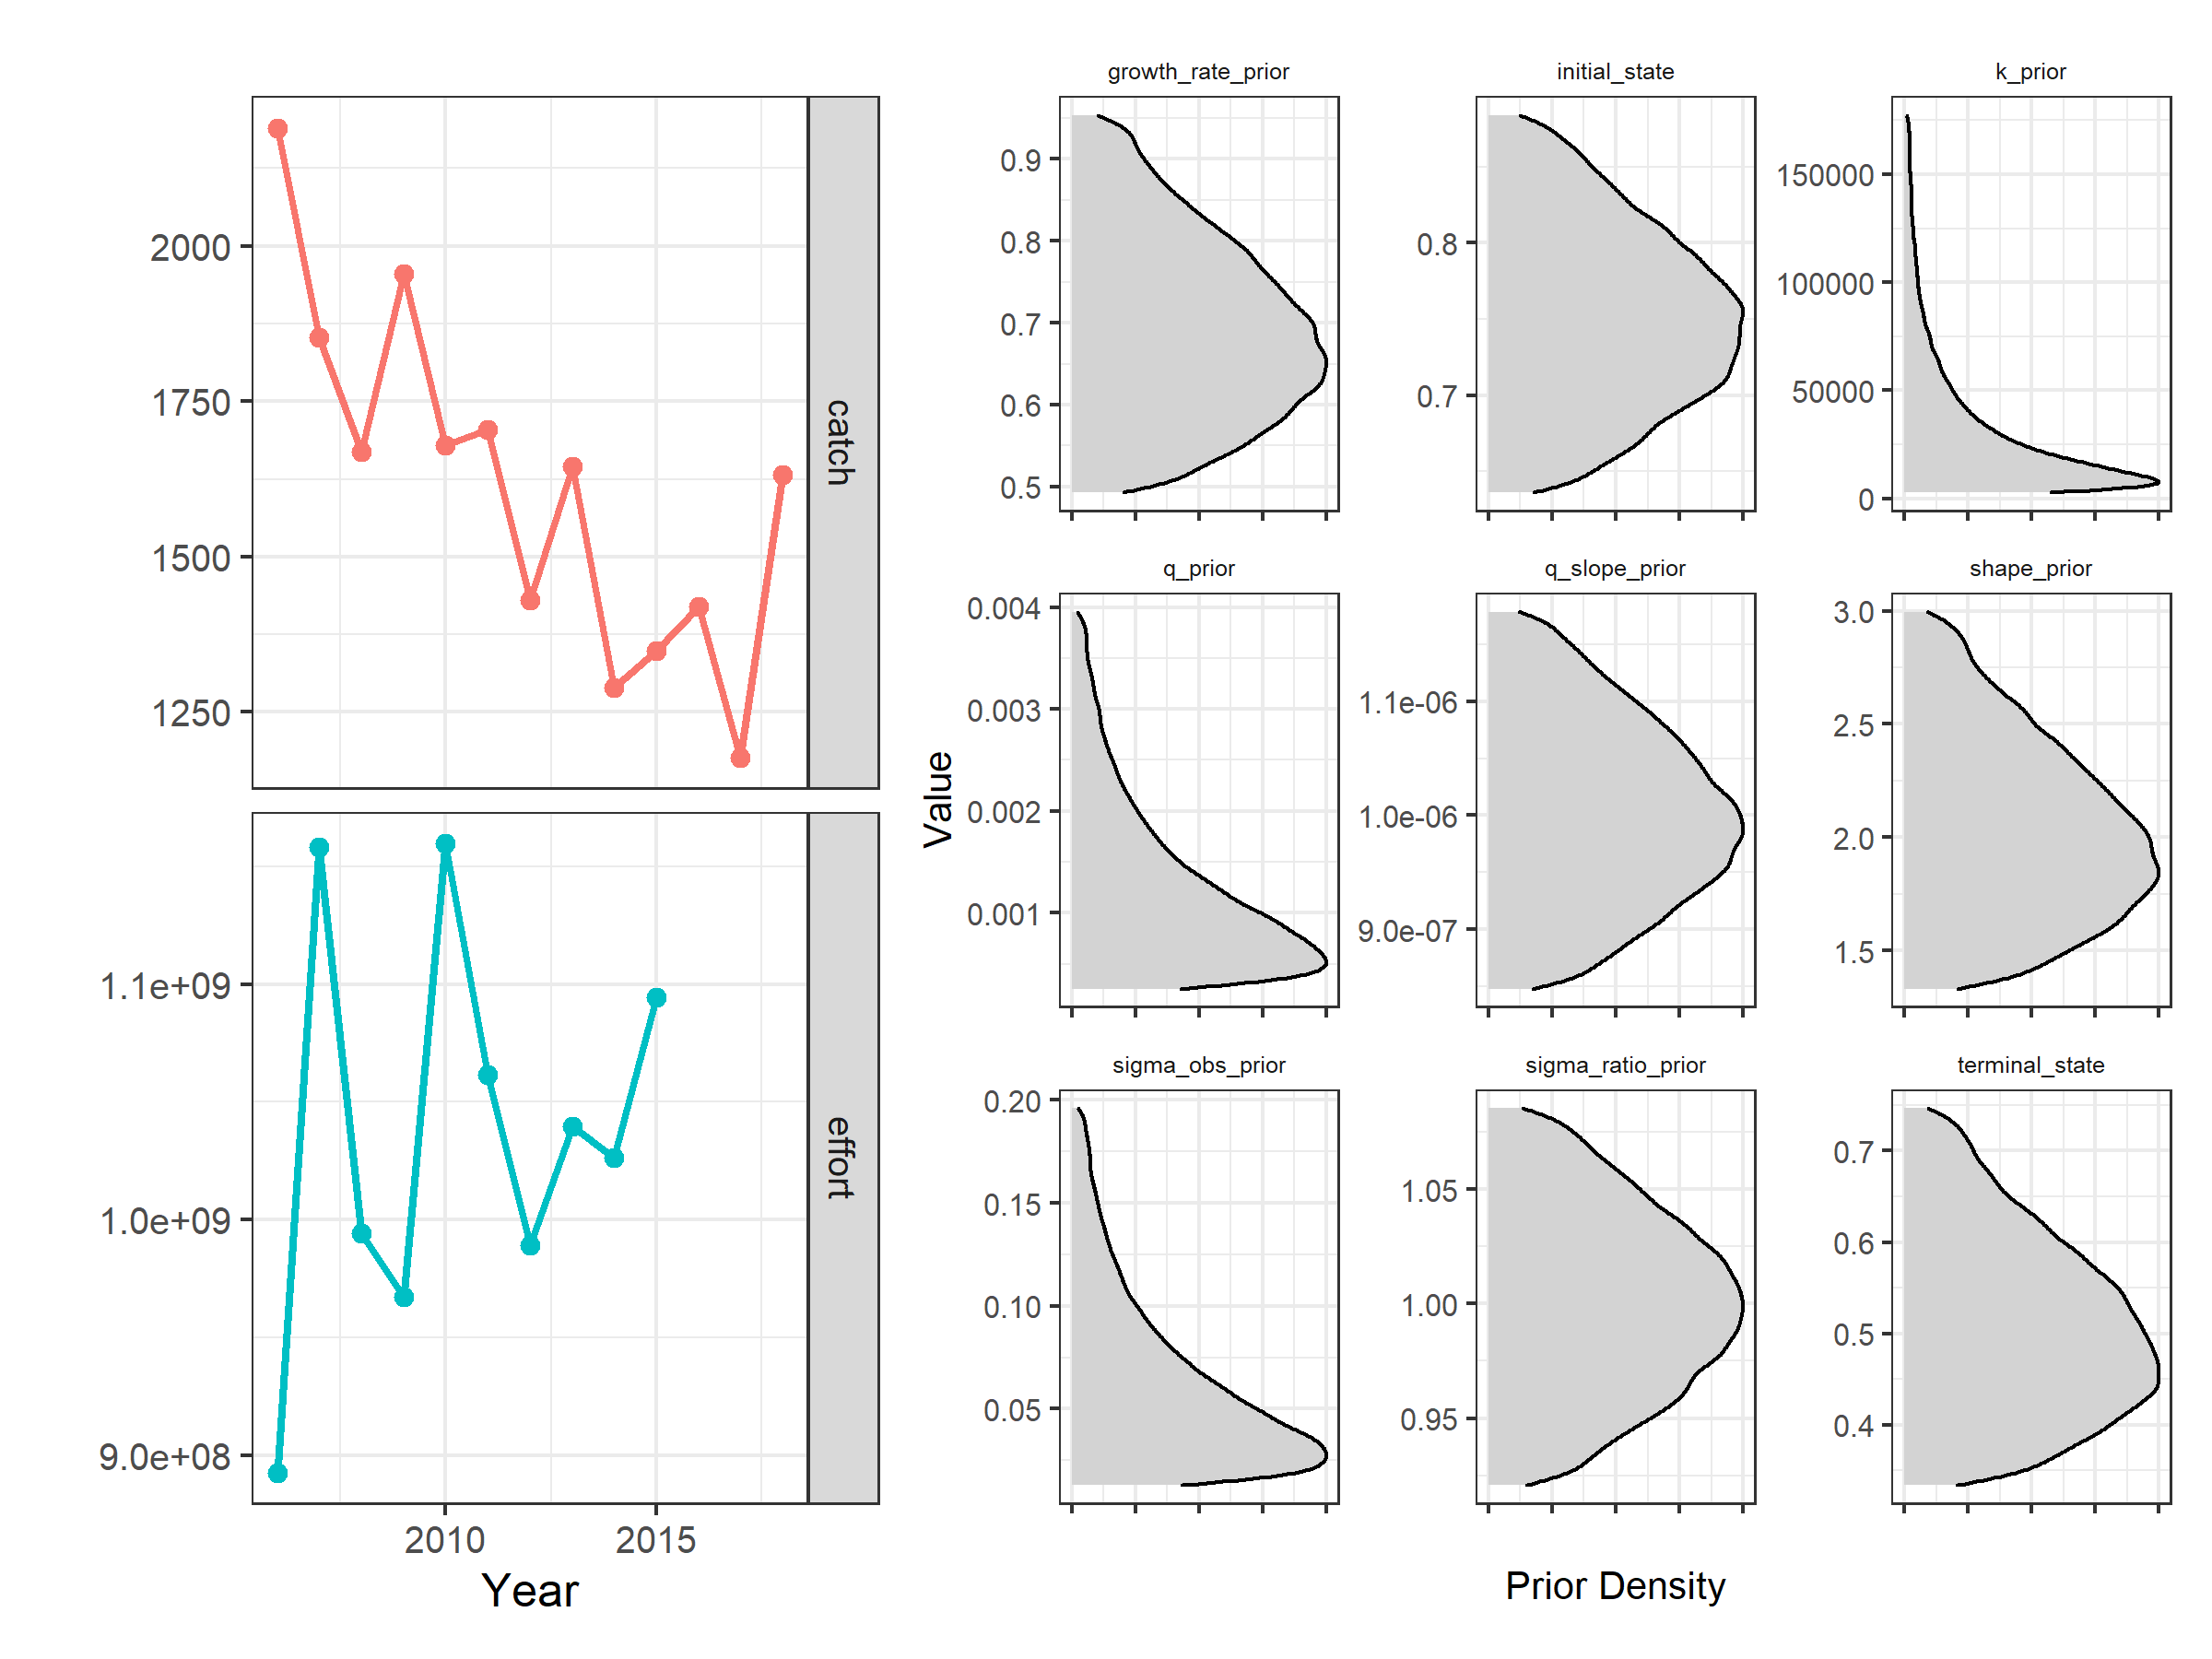 2000
1750
1500
1250
catch
1.1e+09
1.0e+09
9.0e+08
effort
2010 2015
Year
growth_rate_prior
0.9
0.8
0.7
0.6
0.5
initial_state
0.8
0.7
k_prior
150000
100000
50000
0
Value
q_prior
0.004
0.003
0.002
0.001
q_slope_prior
1.1e-06
1.0e-06
9.0e-07
shape_prior
3.0
2.5
2.0
1.5
sigma_obs_prior
0.20
0.15
0.10
0.05
sigma_ratio_prior
1.05
1.00
0.95
terminal_state
0.7
0.6
0.5
0.4
Prior Density